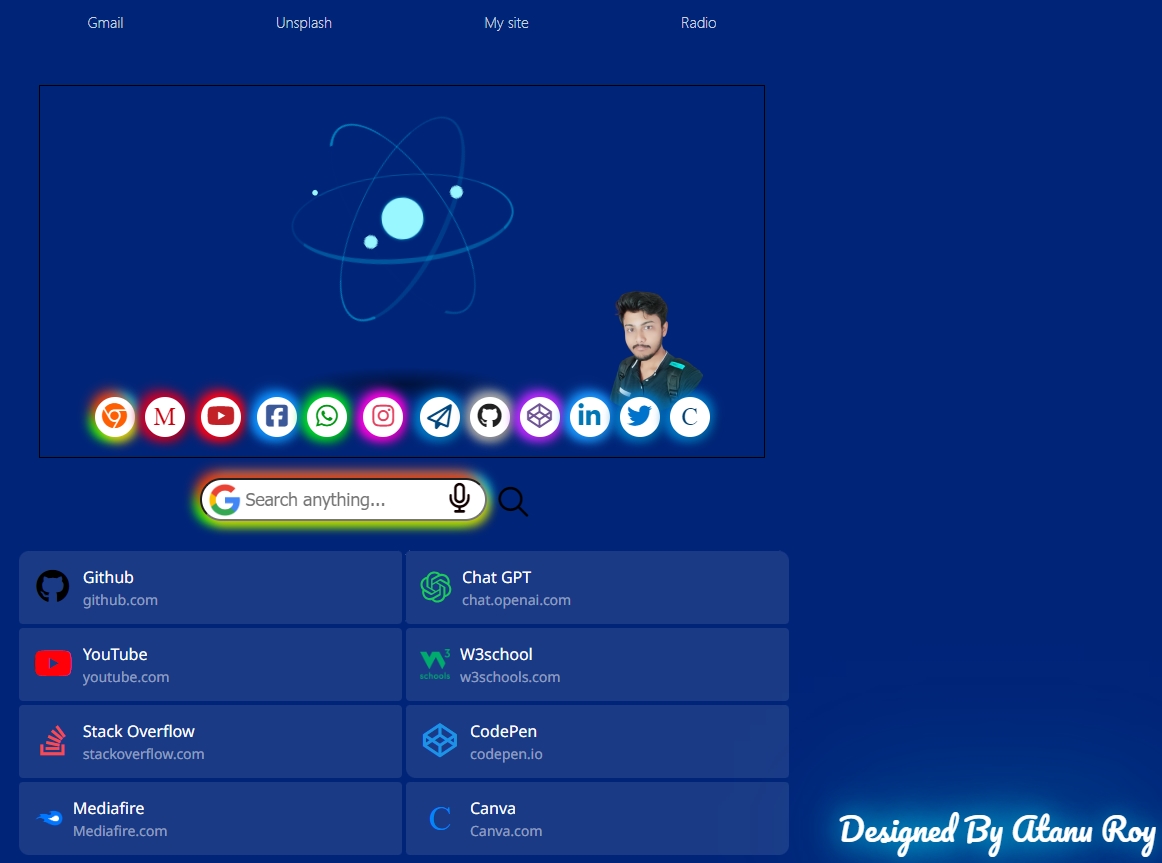 Gmail Unsplash My site Radio
M C
Search anything...
Github
github.com
Chat GPT
chat.openai.com
YouTube
youtube.com
W3school
w3schools.com
Stack Overflow
stackoverflow.com
CodePen
codepen.io
Mediafire
Mediafire.com
C
Canva
Canva.com
Designed By Atanu Roy